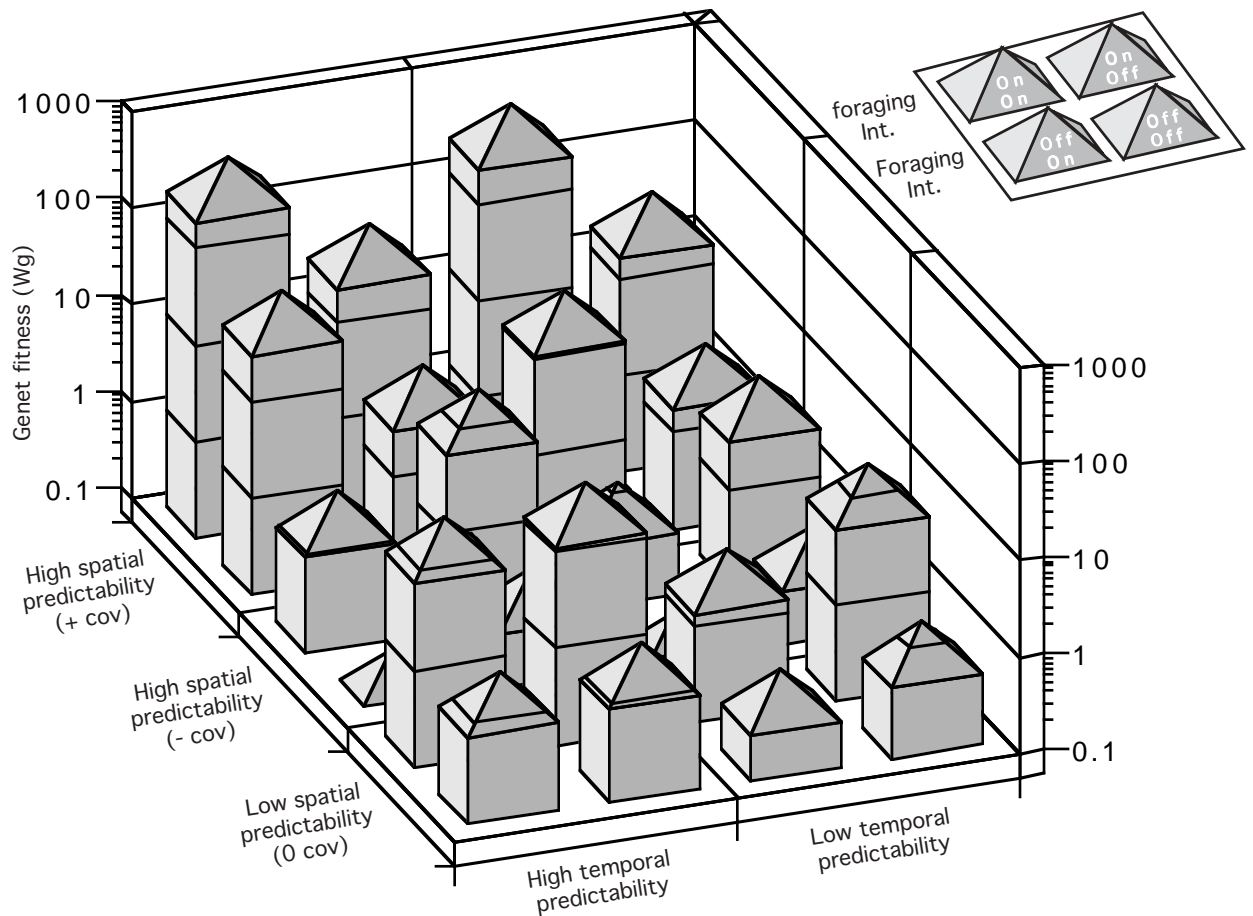 1000
100
10
1
0.1
Genet fitness (Wg)
foraging
Int.
Foraging
Int.
On
On
On
Off
Off
On
Off
Off
1000
100
10
1
0.1
High spatial
predictability
(+ cov)
High spatial
predictability
(- cov)
Low spatial
predictability
(0 cov)
High temporal
predictability
Low temporal
predictability